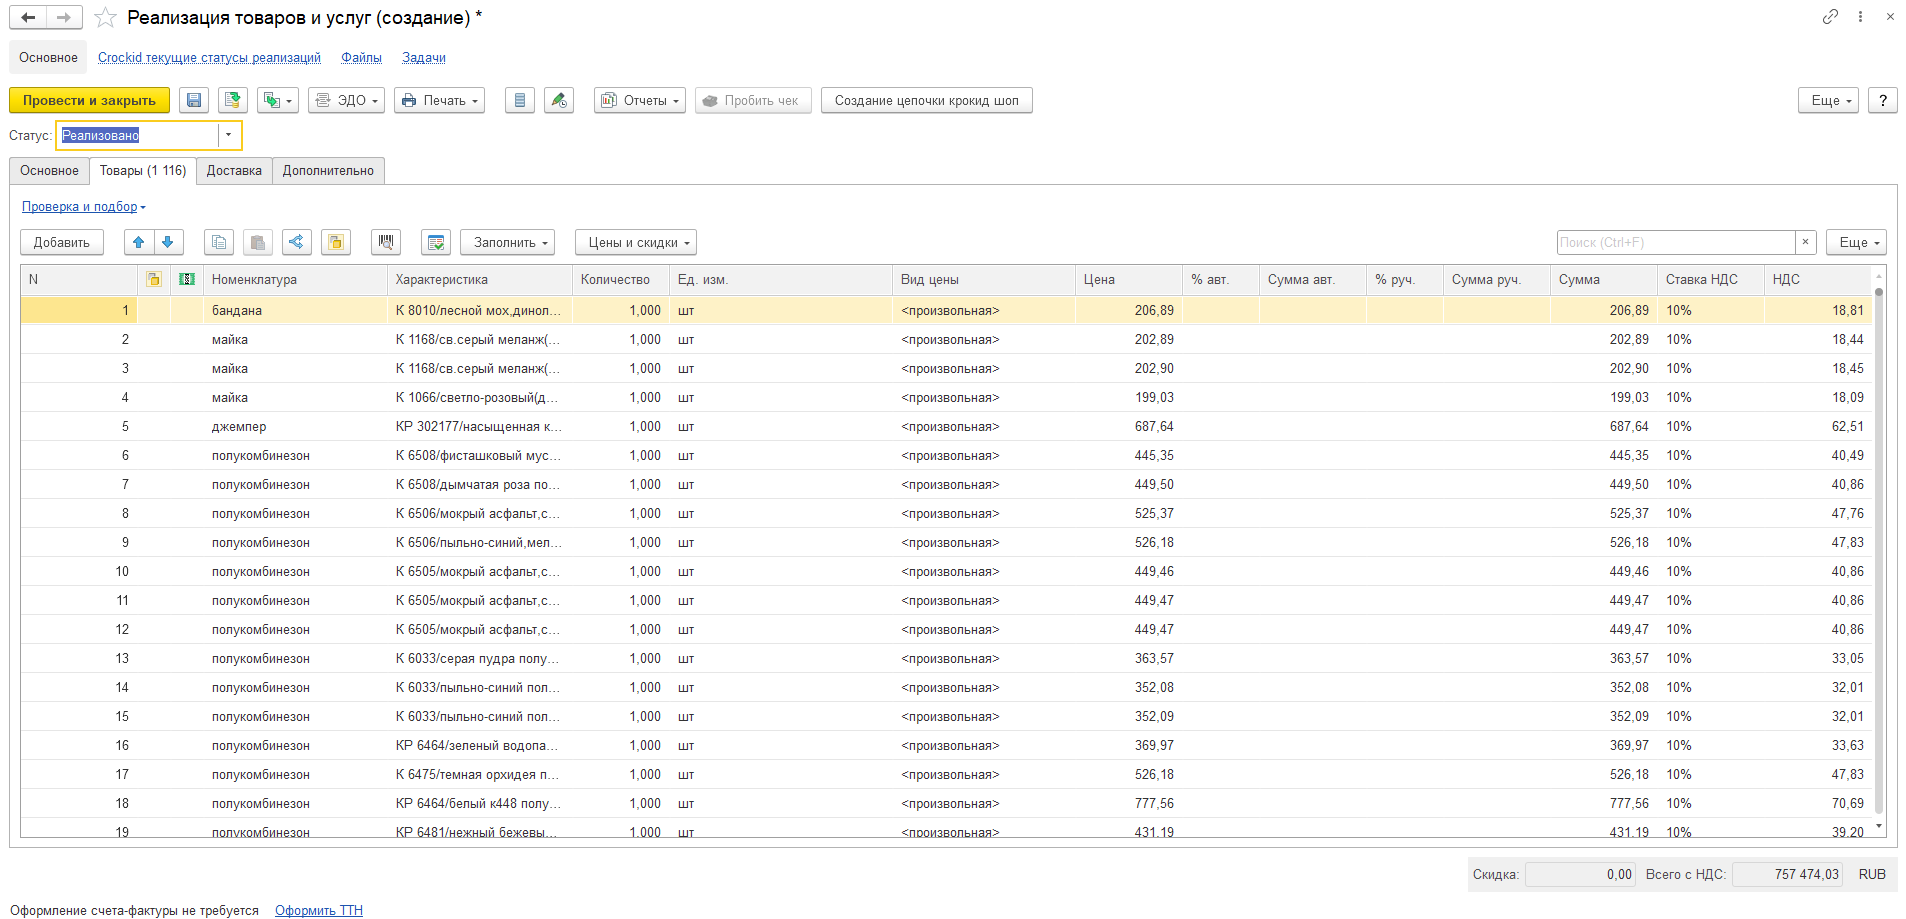 Реализация товаров и услуг (создание) *
Основное Crockid текущие статусы реализаций Файлы Задачи
Провести и закрыть ЭДО Печать Отчеты Пробить чек Создание цепочки крокид шоп Еще ?
Статус: Реализовано
Основное Товары (1 116) Доставка Дополнительно
Проверка и подбор
Добавить Заполнить Цены и скидки Поиск (Ctrl+F) × Еще
N Номенклатура Характеристика Количество Ед. изм. Вид цены Цена % авт. Сумма авт. % руч. Сумма руч. Сумма Ставка НДС НДС
1 бандана К 8010/лесной мох,динол... 1,000 шт <произвольная> 206,89 206,89 10% 18,81
2 майка К 1168/св.серый меланж(... 1,000 шт <произвольная> 202,89 202,89 10% 18,44
3 майка К 1168/св.серый меланж(... 1,000 шт <произвольная> 202,90 202,90 10% 18,45
4 майка К 1066/светло-розовый(д... 1,000 шт <произвольная> 199,03 199,03 10% 18,09
5 джемпер КР 302177/насыщенная к... 1,000 шт <произвольная> 687,64 687,64 10% 62,51
6 полукомбинезон К 6508/фисташковый мус... 1,000 шт <произвольная> 445,35 445,35 10% 40,49
7 полукомбинезон К 6508/дымчатая роза по... 1,000 шт <произвольная> 449,50 449,50 10% 40,86
8 полукомбинезон К 6506/мокрый асфальт,с... 1,000 шт <произвольная> 525,37 525,37 10% 47,76
9 полукомбинезон К 6506/пыльно-синий,мел... 1,000 шт <произвольная> 526,18 526,18 10% 47,83
10 полукомбинезон К 6505/мокрый асфальт,с... 1,000 шт <произвольная> 449,46 449,46 10% 40,86
11 полукомбинезон К 6505/мокрый асфальт,с... 1,000 шт <произвольная> 449,47 449,47 10% 40,86
12 полукомбинезон К 6505/мокрый асфальт,с... 1,000 шт <произвольная> 449,47 449,47 10% 40,86
13 полукомбинезон К 6033/серая пудра полу... 1,000 шт <произвольная> 363,57 363,57 10% 33,05
14 полукомбинезон К 6033/пыльно-синий пол... 1,000 шт <произвольная> 352,08 352,08 10% 32,01
15 полукомбинезон К 6033/пыльно-синий пол... 1,000 шт <произвольная> 352,09 352,09 10% 32,01
16 полукомбинезон КР 6464/зеленый водопа... 1,000 шт <произвольная> 369,97 369,97 10% 33,63
17 полукомбинезон К 6475/темная орхидея п... 1,000 шт <произвольная> 526,18 526,18 10% 47,83
18 полукомбинезон КР 6464/белый к448 полу... 1,000 шт <произвольная> 777,56 777,56 10% 70,69
19 полукомбинезон КР 6481/нежный бежевы... 1,000 шт <произвольная> 431,19 431,19 10% 39,20
Скидка: 0,00 Всего с НДС: 757 474,03 RUB
Оформление счета-фактуры не требуется Оформить ТТН